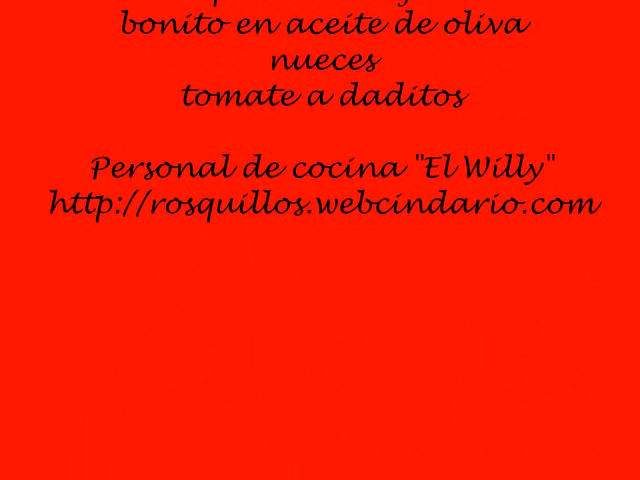 bonito en aceite de oliva
nueces
tomate a daditos
Personal de cocina "El Willy"
http://rosquillos.webcindario.com